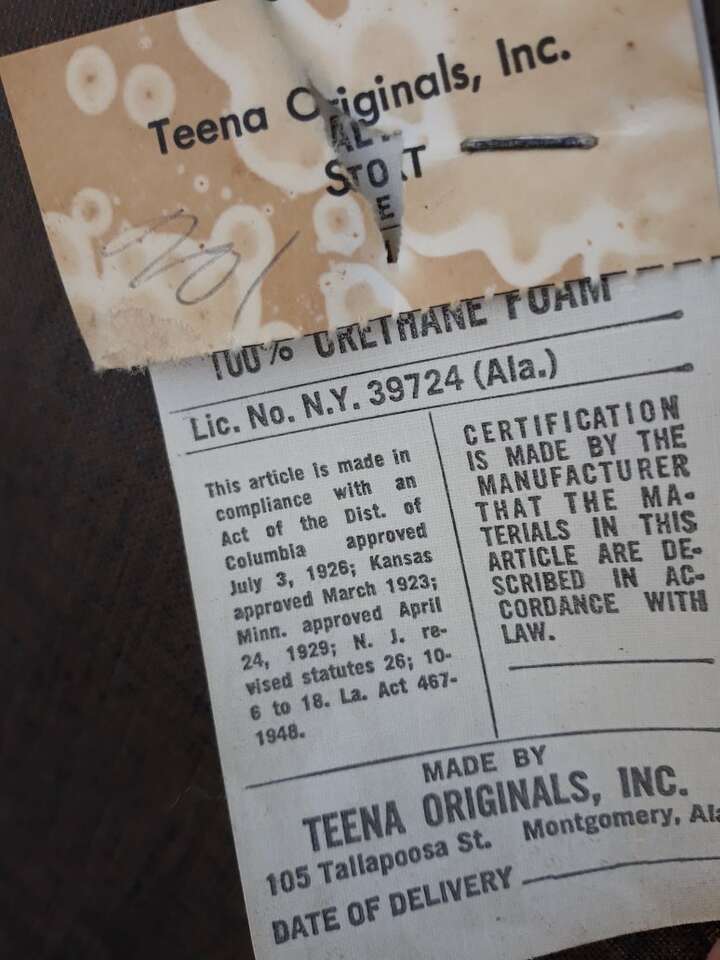 Teena Originals, Inc.
201
100% URETHANE FOAM
Lic. No. N.Y. 39724 (Ala.)
This article is made in
compliance with an
Act of the Dist. of
Columbia approved
July 3, 1926; Kansas
approved March 1923;
Minn. approved April
24, 1929; N. J. re-
vised statutes 26; 10-
6 to 18. La. Act 467-
1948.
CERTIFICATION
IS MADE BY THE
MANUFACTURER
THAT THE MA-
TERIALS IN THIS
ARTICLE ARE DE-
SCRIBED IN AC-
CORDANCE WITH
LAW.
MADE BY
TEENA ORIGINALS, INC.
105 Tallapoosa St. Montgomery, Ala
DATE OF DELIVERY